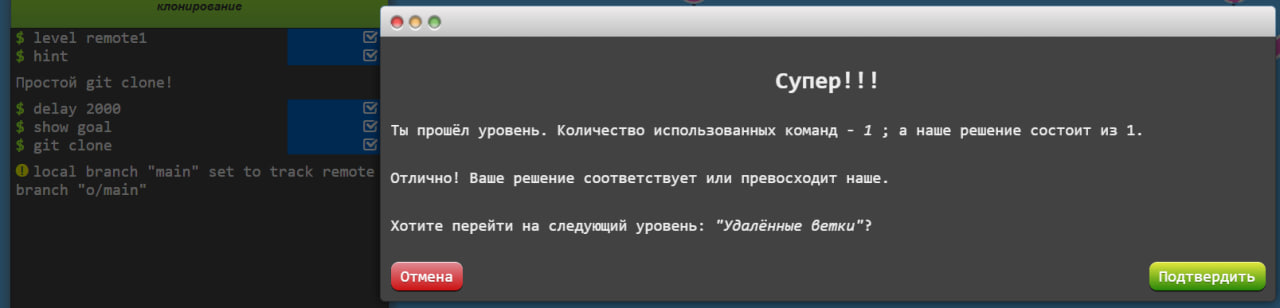 клонирование
$ level remote1
$ hint
Простой git clone!
$ delay 2000
$ show goal
$ git clone
local branch "main" set to track remote
branch "o/main"
Супер!!!
Ты прошёл уровень. Количество использованных команд - 1 ; а наше решение состоит из 1.
Отлично! Ваше решение соответствует или превосходит наше.
Хотите перейти на следующий уровень: "Удалённые ветки"?
Отмена
Подтвердить